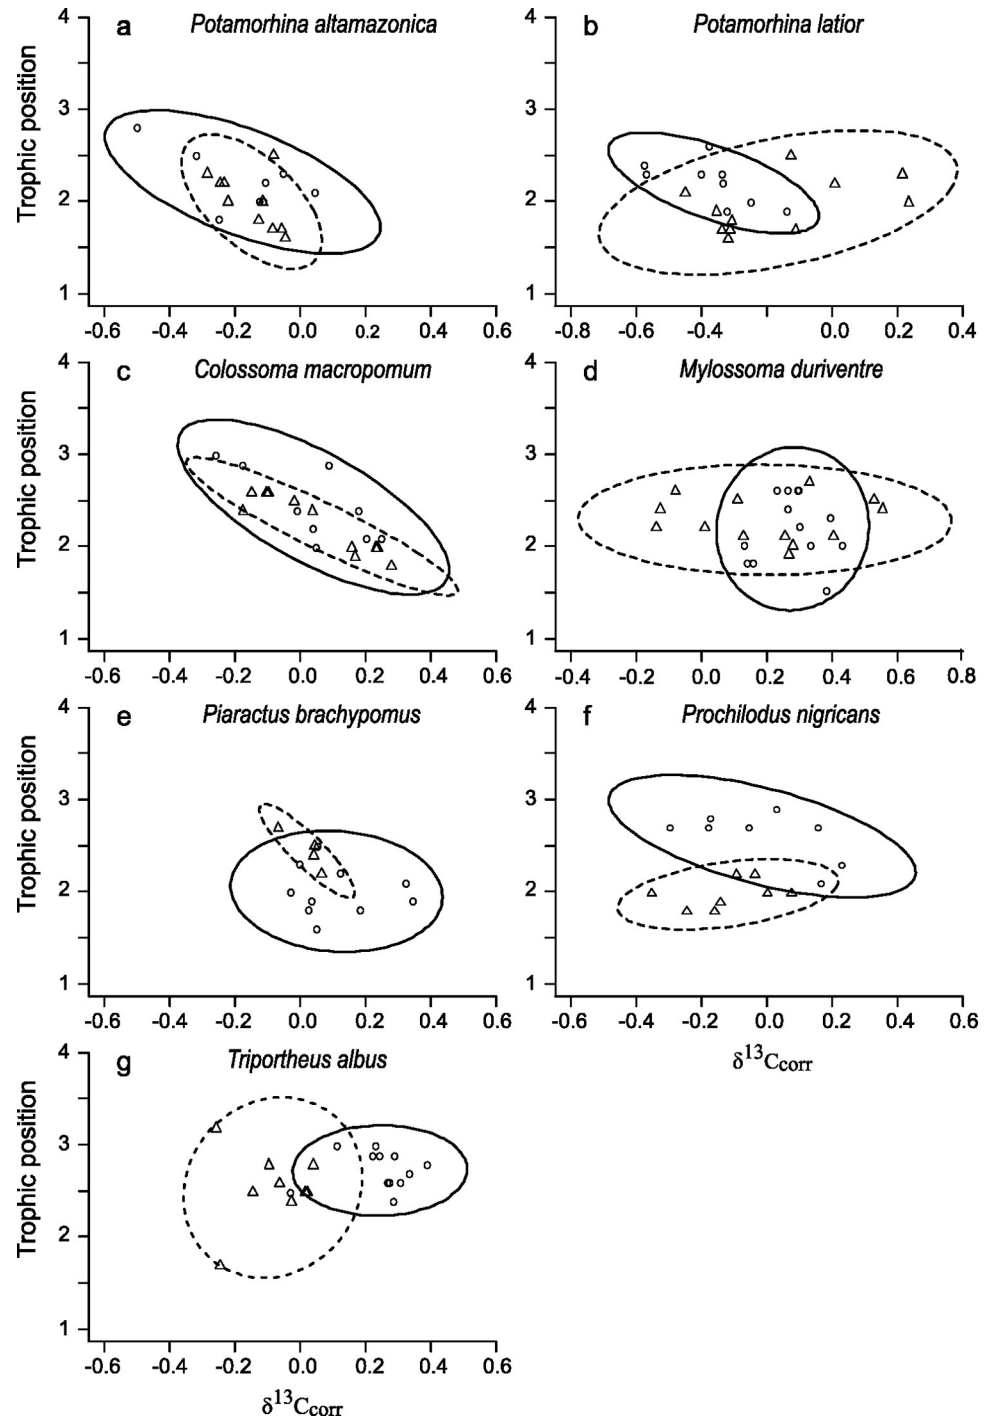 a Potamorhina altamazonica
4
3
2
1
Trophic position
-0.6 -0.4 -0.2 0.0 0.2 0.4 0.6
b Potamorhina latior
4
3
2
1
-0.8 -0.6 -0.4 -0.2 0.0 0.2 0.4
c Colossoma macropomum
4
3
2
1
Trophic position
-0.6 -0.4 -0.2 0.0 0.2 0.4 0.6
d Mylossoma duriventre
4
3
2
1
-0.4 -0.2 0.0 0.2 0.4 0.6 0.8
e Piaractus brachypomus
4
3
2
1
Trophic position
-0.6 -0.4 -0.2 0.0 0.2 0.4 0.6
f Prochilodus nigricans
4
3
2
1
-0.6 -0.4 -0.2 0.0 0.2 0.4 0.6
δ13Ccorr
g Triportheus albus
4
3
2
1
Trophic position
-0.6 -0.4 -0.2 0.0 0.2 0.4 0.6
δ13Ccorr